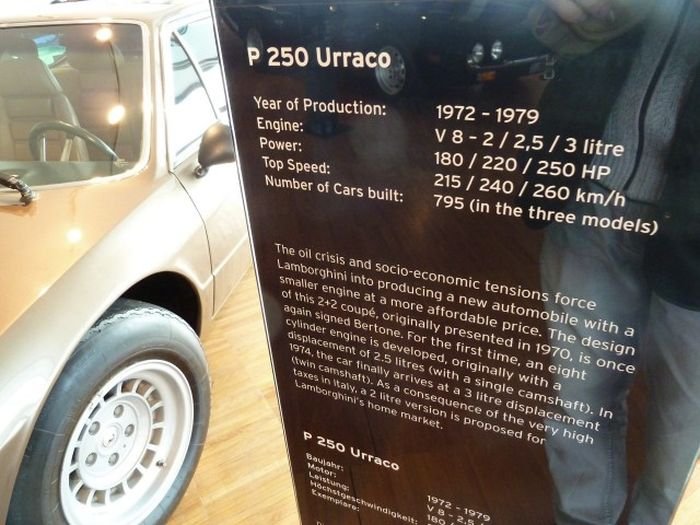 P 250 Urraco
Year of Production: 1972 - 1979
Engine: V 8 - 2 / 2,5 / 3 litre
Power: 180 / 220 / 250 HP
Top Speed: 215 / 240 / 260 km/h
Number of Cars built: 795 (in the three models)
The oil crisis and socio-economic tensions force
Lamborghini into producing a new automobile with a
smaller engine at a more affordable price. The design
of this 2+2 coupé, originally presented in 1970, is once
again signed Bertone. For the first time, an eight
cylinder engine is developed, originally with a
displacement of 2.5 litres (with a single camshaft). In
1974, the car finally arrives at a 3 litre displacement
(twin camshaft). As a consequence of the very high
taxes in Italy, a 2 litre version is proposed for
Lamborghini's home market.
P 250 Urraco
Baujahr: 1972 - 1979
Motor: V 8 - 2,5
Leistung: 180
Höchstgeschwindigkeit:
Exemplare: